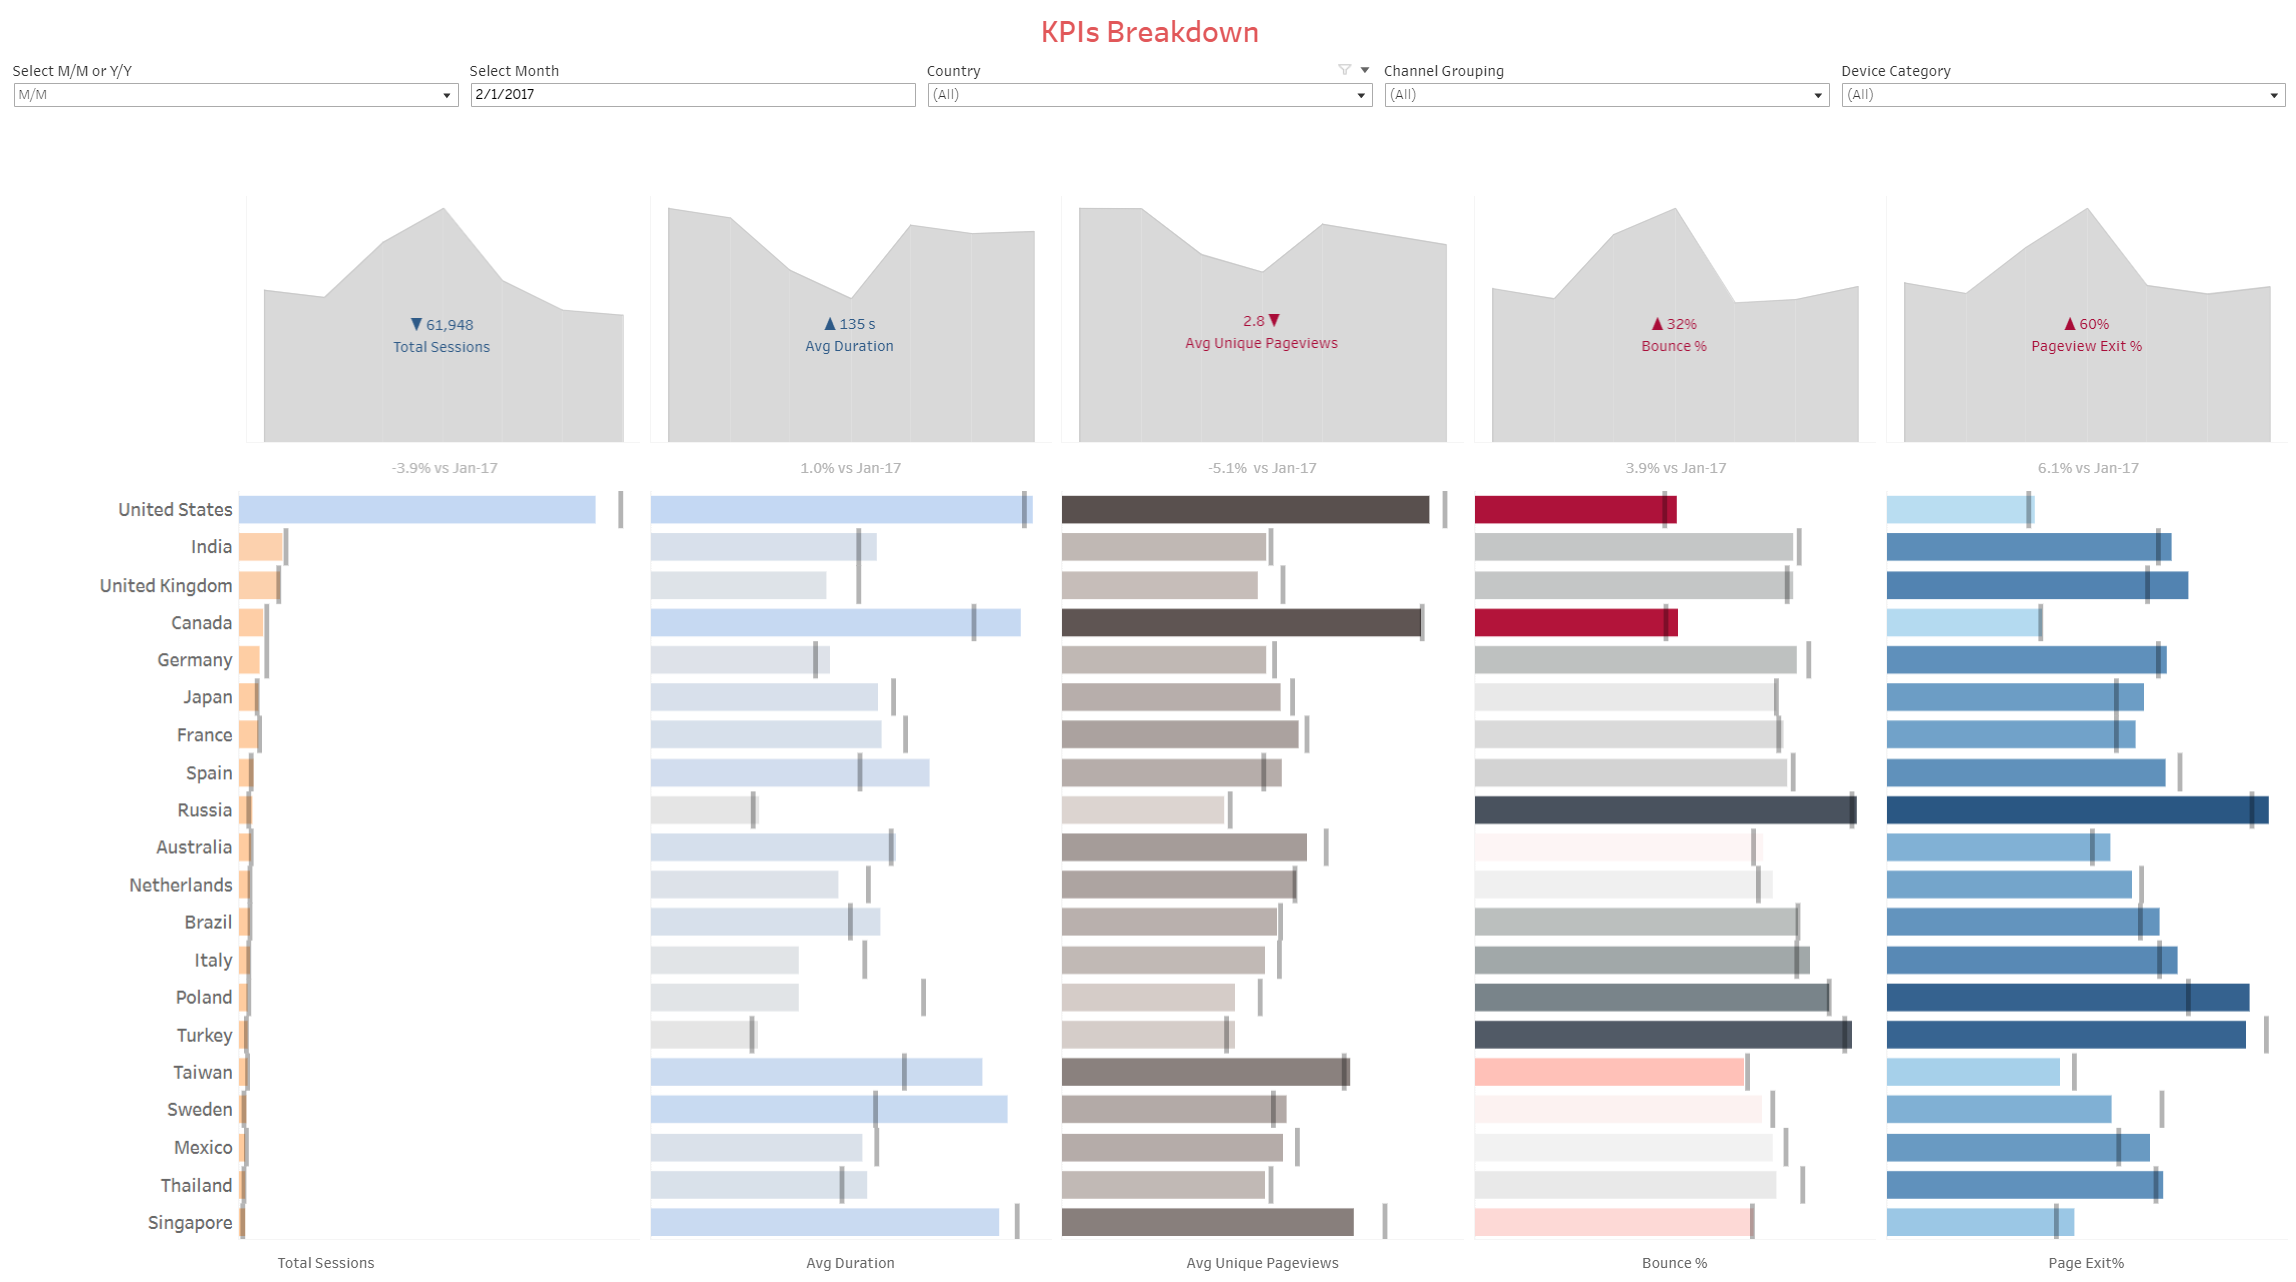 KPIs Breakdown
Select M/M or Y/Y
M/M
Select Month
2/1/2017
Country
(All)
Channel Grouping
(All)
Device Category
(All)
▼ 61,948
Total Sessions
▲ 135 s
Avg Duration
2.8 ▼
Avg Unique Pageviews
▲ 32%
Bounce %
▲ 60%
Pageview Exit %
-3.9% vs Jan-17
1.0% vs Jan-17
-5.1% vs Jan-17
3.9% vs Jan-17
6.1% vs Jan-17
United States
India
United Kingdom
Canada
Germany
Japan
France
Spain
Russia
Australia
Netherlands
Brazil
Italy
Poland
Turkey
Taiwan
Sweden
Mexico
Thailand
Singapore
Total Sessions
Avg Duration
Avg Unique Pageviews
Bounce %
Page Exit%